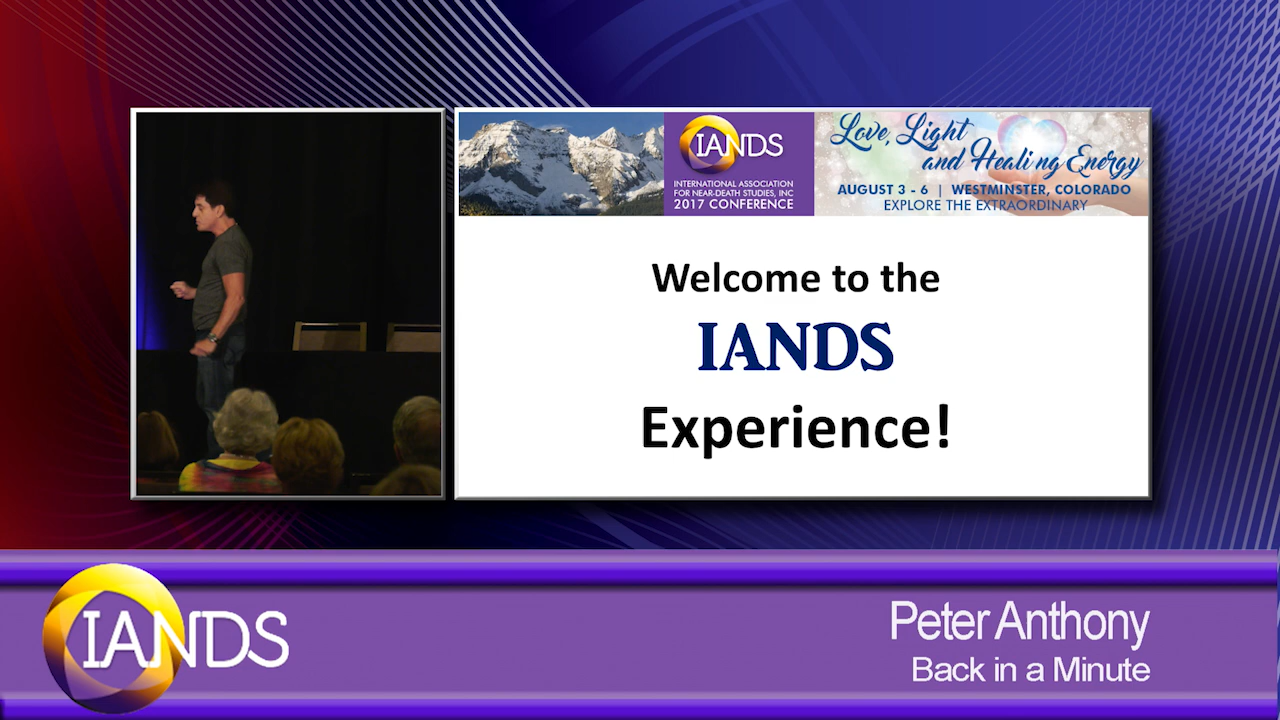 IANDS
INTERNATIONAL ASSOCIATION
FOR NEAR-DEATH STUDIES, INC
2017 CONFERENCE
Love, Light
and Healing Energy
AUGUST 3 - 6 | WESTMINSTER, COLORADO
EXPLORE THE EXTRAORDINARY
Welcome to the
IANDS
Experience!
IANDS
Peter Anthony
Back in a Minute